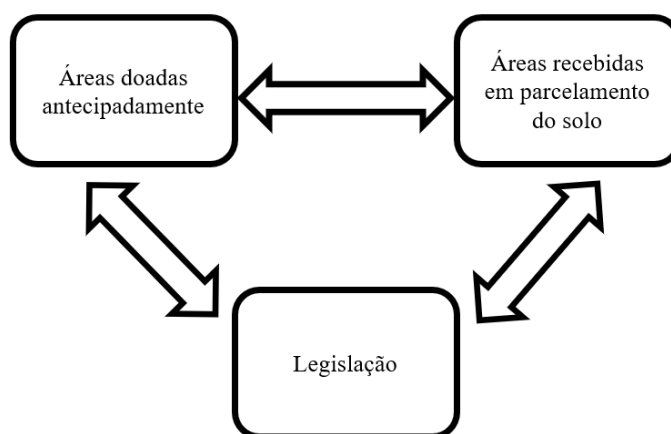 Áreas doadas
antecipadamente
Áreas recebidas
em parcelamento
do solo
Legislação